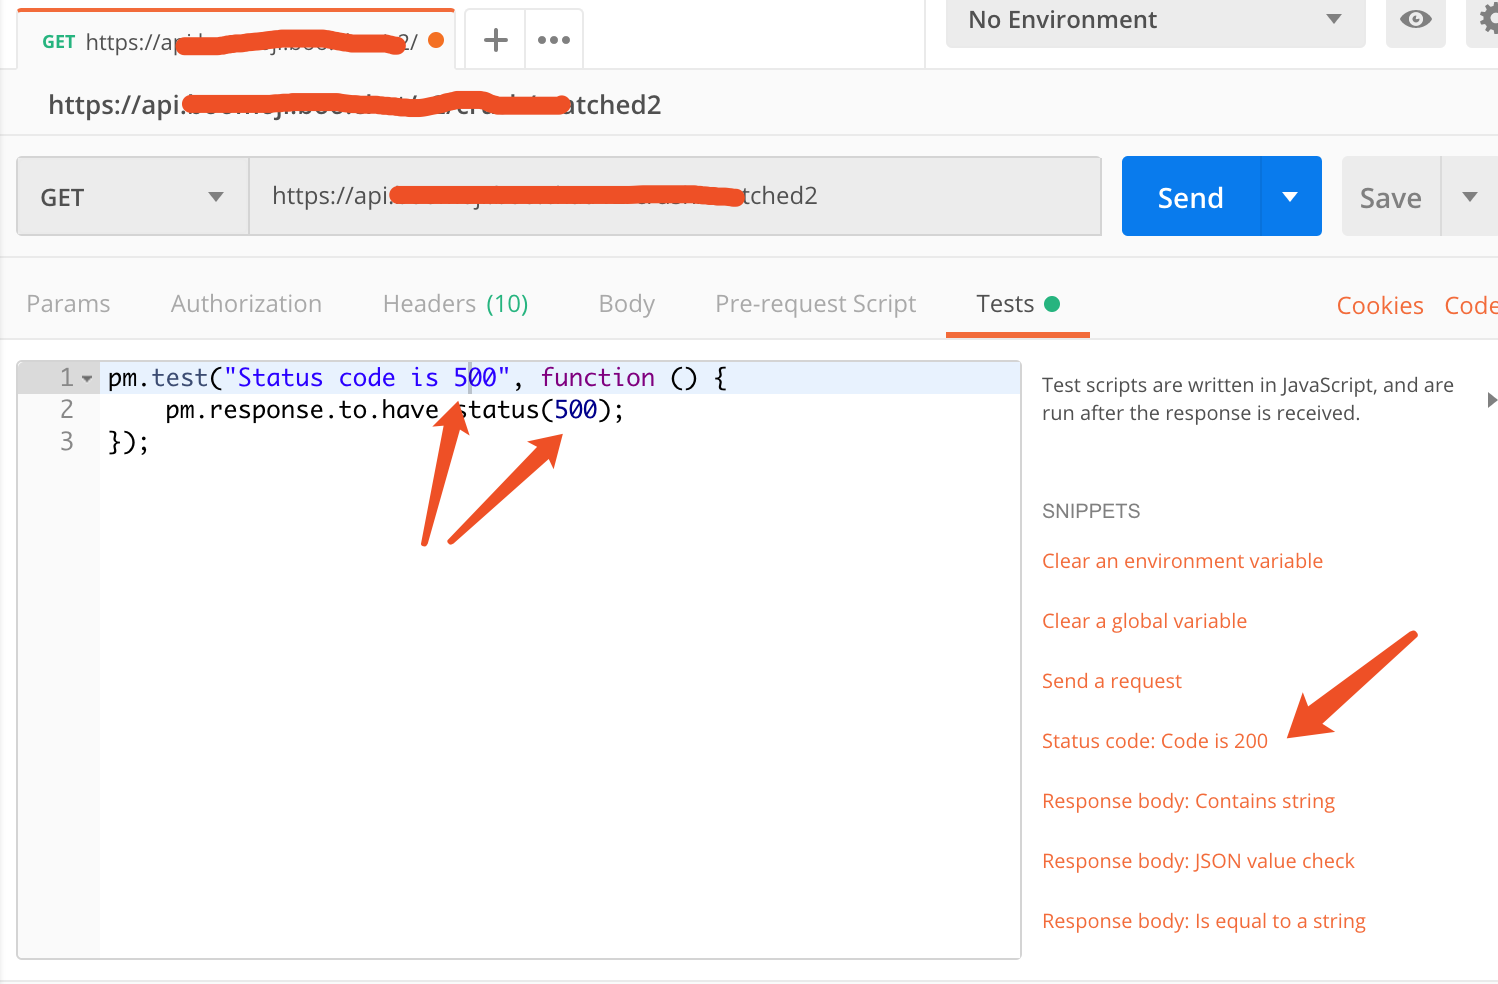 GET https://ap 2/
No Environment
https://api. atched2
GET
https://api. tched2
Send
Save
Params
Authorization
Headers (10)
Body
Pre-request Script
Tests
Cookies
Code
1 pm.test("Status code is 500", function () {
2 pm.response.to.have status(500);
3 });
Test scripts are written in JavaScript, and are
run after the response is received.
SNIPPETS
Clear an environment variable
Clear a global variable
Send a request
Status code: Code is 200
Response body: Contains string
Response body: JSON value check
Response body: Is equal to a string